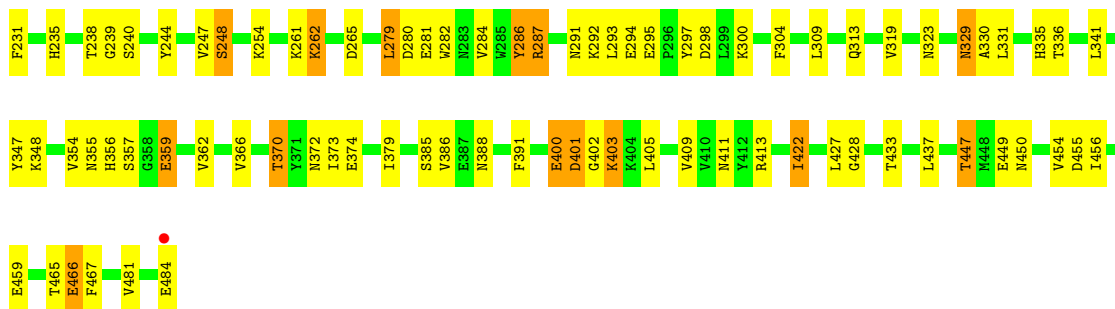 F231 H235 T238 G239 S240 Y244 V247 S248 K254 K261 K262 D265 L279 D280 E281 W282 N283 V284 W285 Y286 R287 N291 K292 L293 E294 E295 P296 Y297 D298 L299 K300 F304 L309 Q313 V319 N323 N329 A330 L331 H335 T336 L341
Y347 K348 V354 N355 H356 S357 G358 E359 V362 V366 T370 Y371 N372 I373 E374 I379 S385 V386 E387 N388 F391 E400 D401 G402 K403 K404 L405 V409 V410 N411 Y412 R413 I422 L427 G428 T433 L437 T447 M448 E449 N450 V454 D455 I456
E459 T465 E466 F467 V481 E484